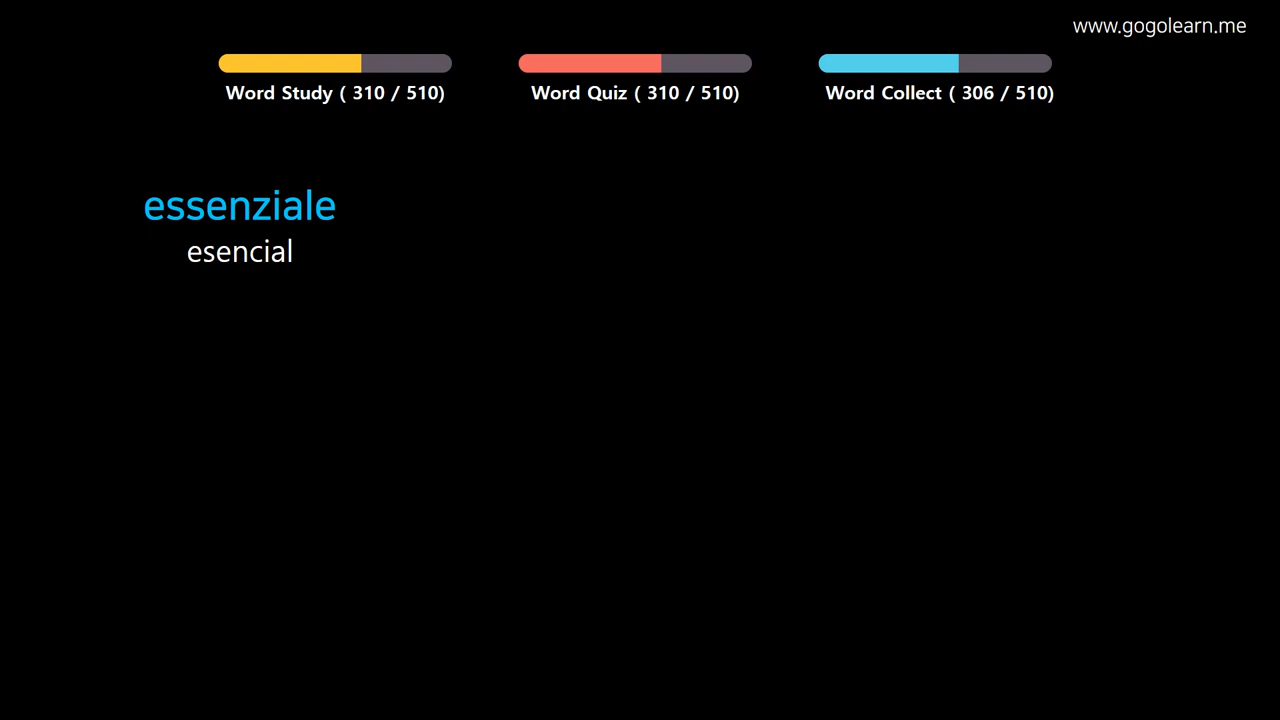 www.gogolearn.me
Word Study ( 310 / 510)
Word Quiz ( 310 / 510)
Word Collect ( 306 / 510)
essenziale
esencial